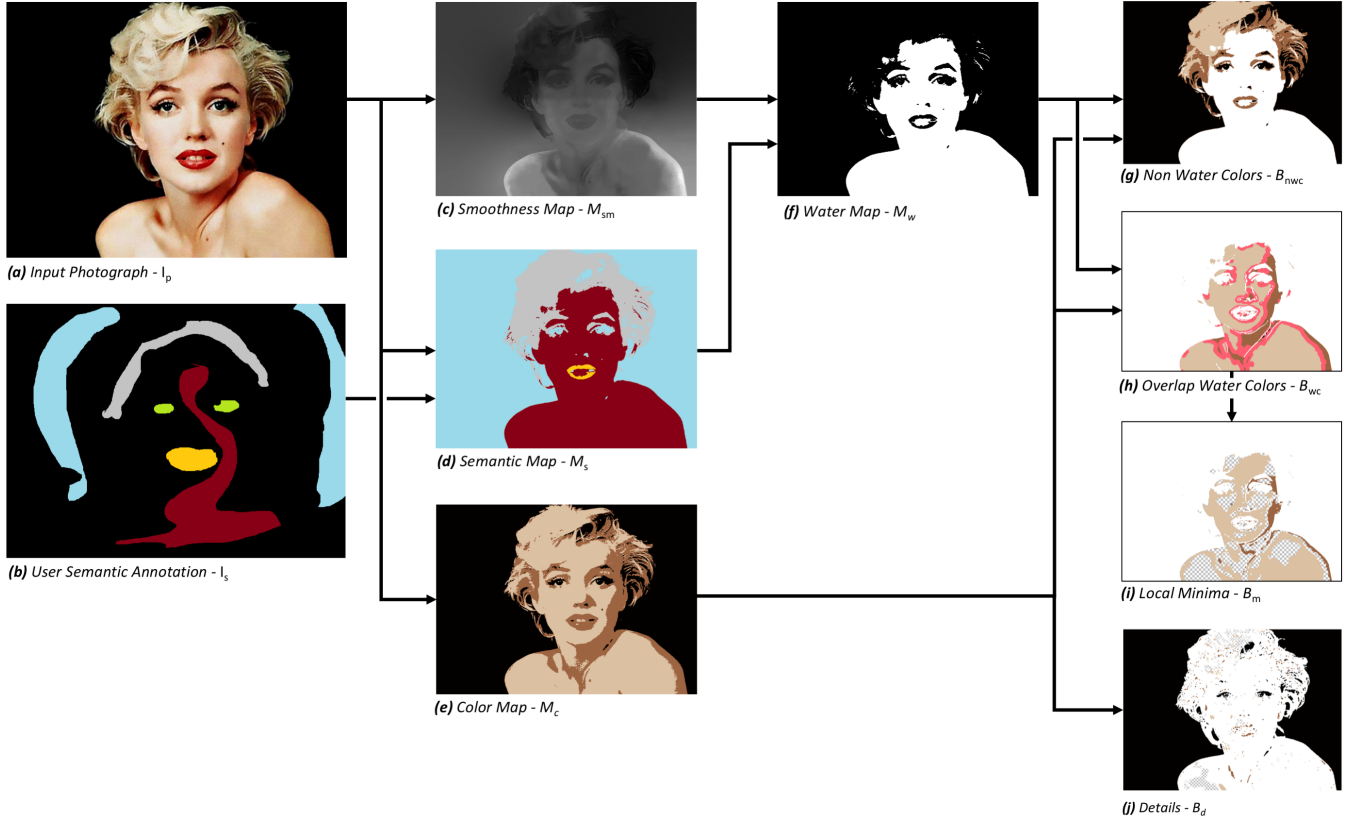 (a) Input Photograph - Ip
(b) User Semantic Annotation - Is
(c) Smoothness Map - Msm
(d) Semantic Map - Ms
(e) Color Map - Mc
(f) Water Map - Mw
(g) Non Water Colors - Bnwc
(h) Overlap Water Colors - Bwc
(i) Local Minima - Bm
(j) Details - Bd